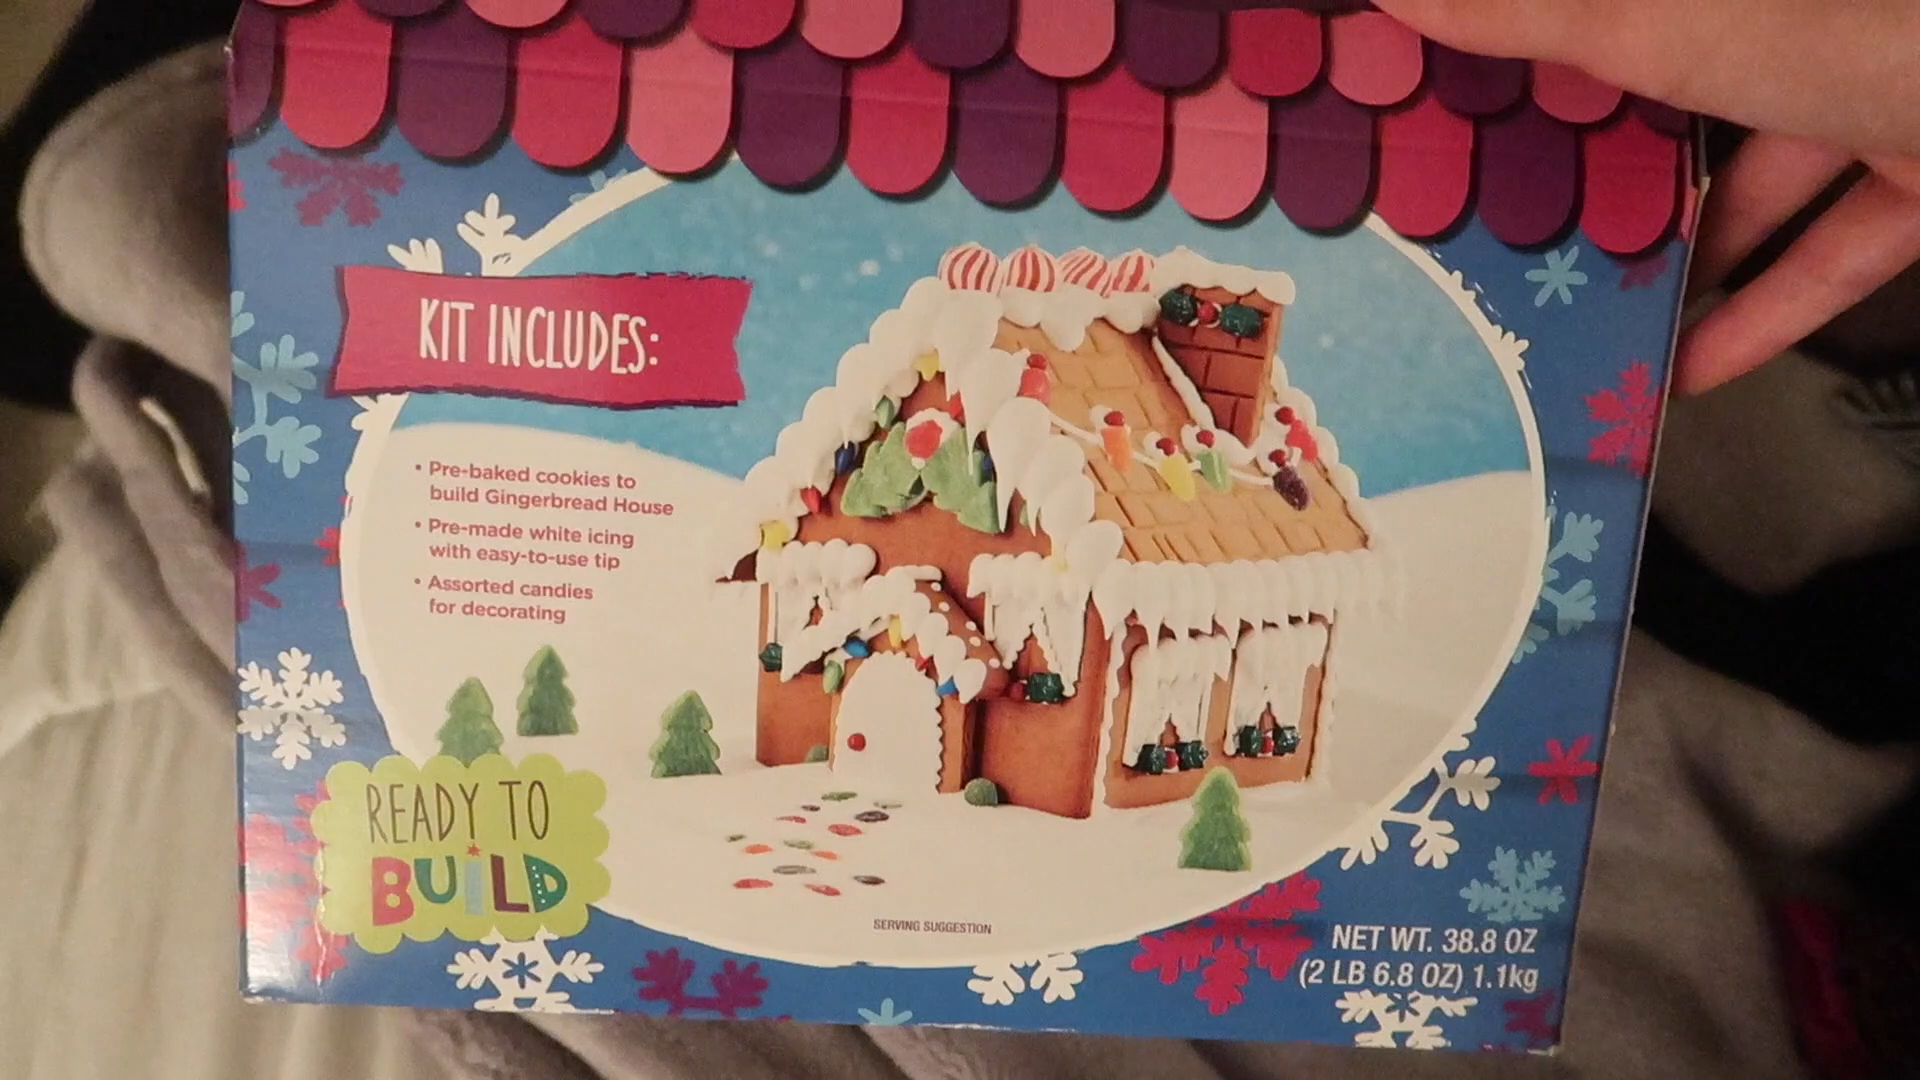 KIT INCLUDES:
• Pre-baked cookies to
build Gingerbread House
• Pre-made white icing
with easy-to-use tip
• Assorted candies
for decorating
READY TO
BUiLD
SERVING SUGGESTION
NET WT. 38.8 OZ
(2 LB 6.8 OZ) 1.1kg